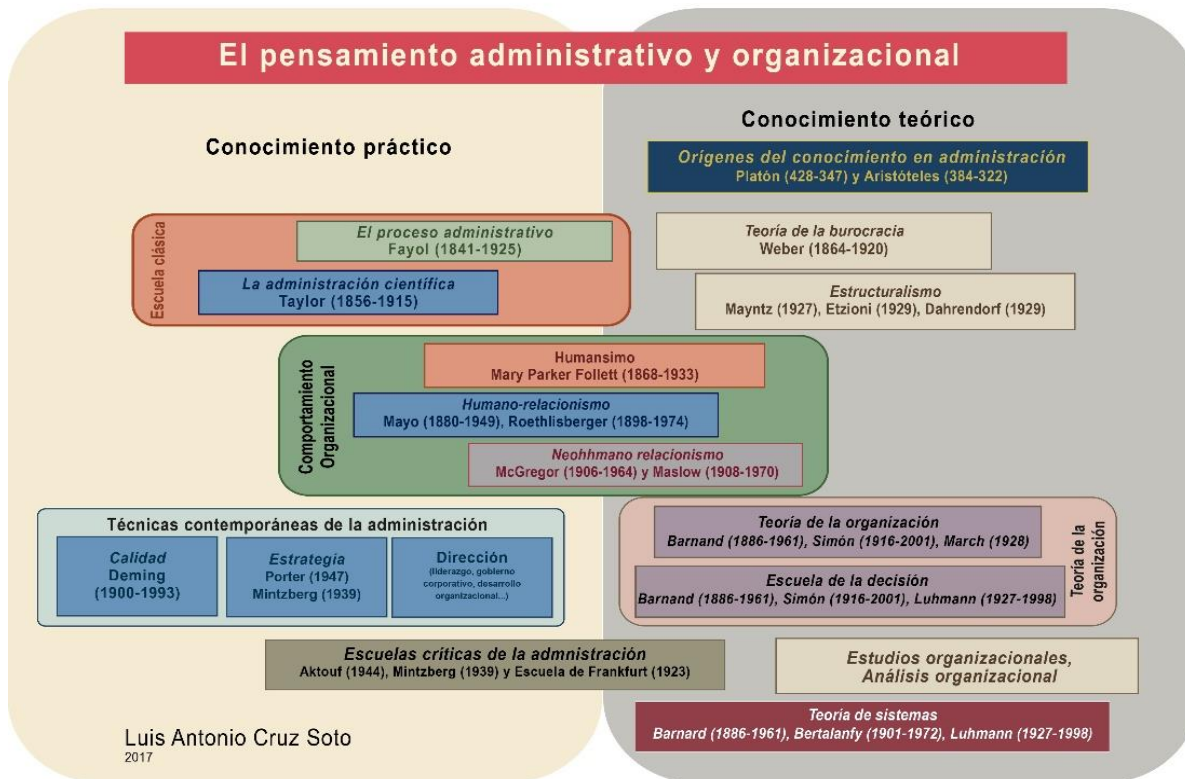 El pensamiento administrativo y organizacional
Conocimiento práctico
Conocimiento teórico
Orígenes del conocimiento en administración
Platón (428-347) y Aristóteles (384-322)
Escuela clásica
El proceso administrativo
Fayol (1841-1925)
La administración científica
Taylor (1856-1915)
Teoría de la burocracia
Weber (1864-1920)
Estructuralismo
Mayntz (1927), Etzioni (1929), Dahrendorf (1929)
Comportamiento
Organizacional
Humansimo
Mary Parker Follett (1868-1933)
Humano-relacionismo
Mayo (1880-1949), Roethlisberger (1898-1974)
Neohhmano relacionismo
McGregor (1906-1964) y Maslow (1908-1970)
Técnicas contemporáneas de la administración
Calidad
Deming
(1900-1993)
Estrategia
Porter (1947)
Mintzberg (1939)
Dirección
(liderazgo, gobierno
corporativo, desarrollo
organizacional...)
Teoría de la organización
Barnand (1886-1961), Simón (1916-2001), March (1928)
Escuela de la decisión
Barnand (1886-1961), Simón (1916-2001), Luhmann (1927-1998)
Teoría de la
organización
Escuelas críticas de la admnistración
Aktouf (1944), Mintzberg (1939) y Escuela de Frankfurt (1923)
Estudios organizacionales,
Análisis organizacional
Teoría de sistemas
Barnard (1886-1961), Bertalanfy (1901-1972), Luhmann (1927-1998)
Luis Antonio Cruz Soto
2017